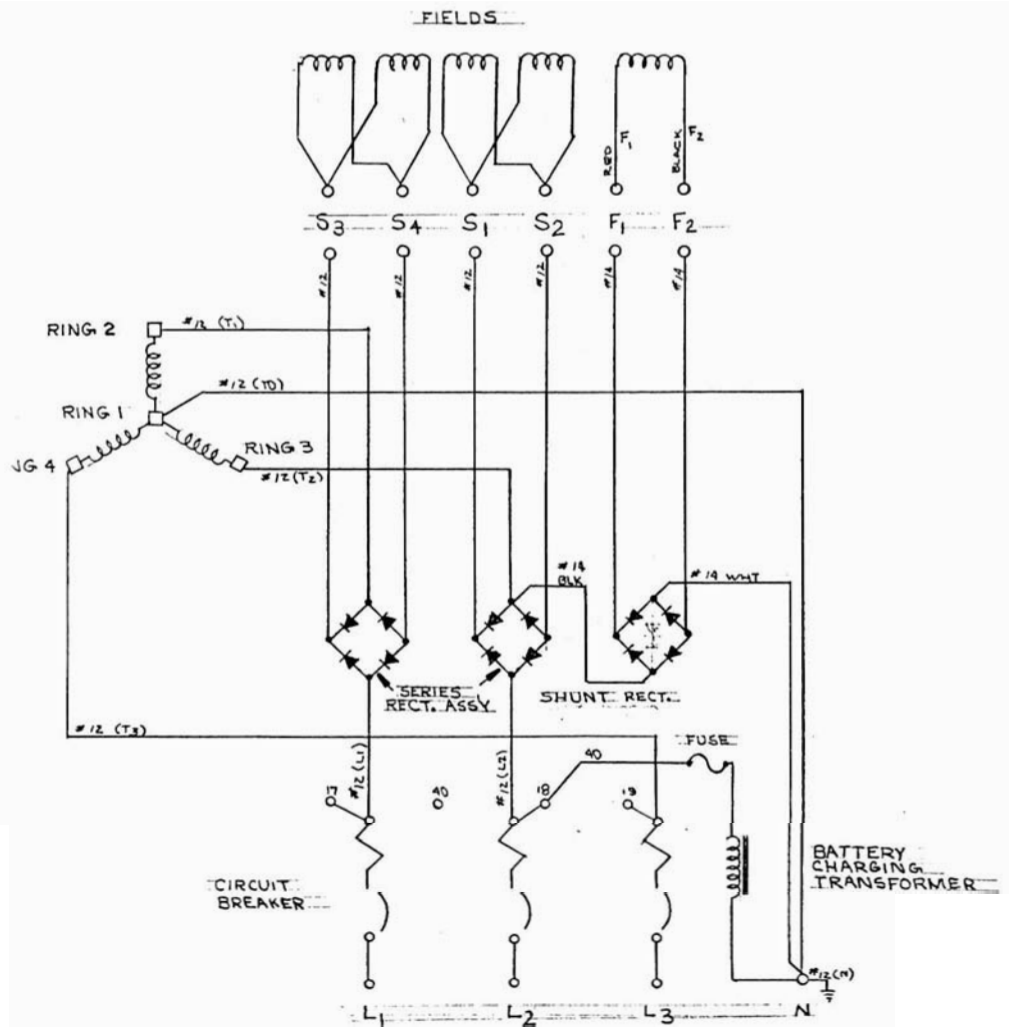 FIELDS
RED
F1
BLACK
F2
S3 S4 S1 S2 F1 F2
#12 #12 #12 #12 #14 #14
RING 2
#12 (T1)
#12 (T0)
RING 1
RING 3
NG 4
#12 (T2)
#14
BLK
#14 WHT
SERIES
RECT. ASSY
SHUNT RECT.
#12 (T3)
FUSE
#12 (L1)
#12 (L2)
40
17
40
18
19
BATTERY
CHARGING
TRANSFORMER
CIRCUIT
BREAKER
#12 (N)
L1 L2 L3 N